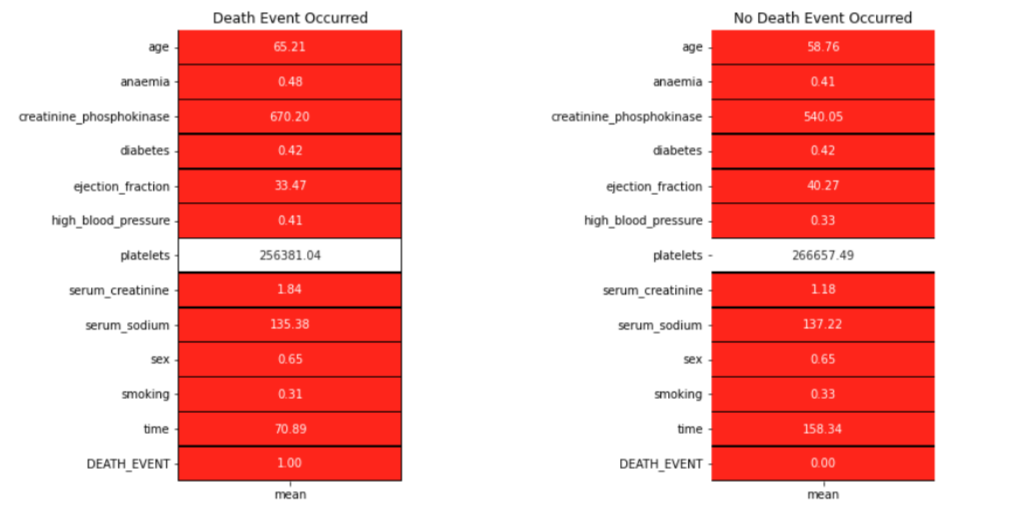 Death Event Occurred
age 65.21
anaemia 0.48
creatinine_phosphokinase 670.20
diabetes 0.42
ejection_fraction 33.47
high_blood_pressure 0.41
platelets 256381.04
serum_creatinine 1.84
serum_sodium 135.38
sex 0.65
smoking 0.31
time 70.89
DEATH_EVENT 1.00
mean
No Death Event Occurred
age 58.76
anaemia 0.41
creatinine_phosphokinase 540.05
diabetes 0.42
ejection_fraction 40.27
high_blood_pressure 0.33
platelets 266657.49
serum_creatinine 1.18
serum_sodium 137.22
sex 0.65
smoking 0.33
time 158.34
DEATH_EVENT 0.00
mean